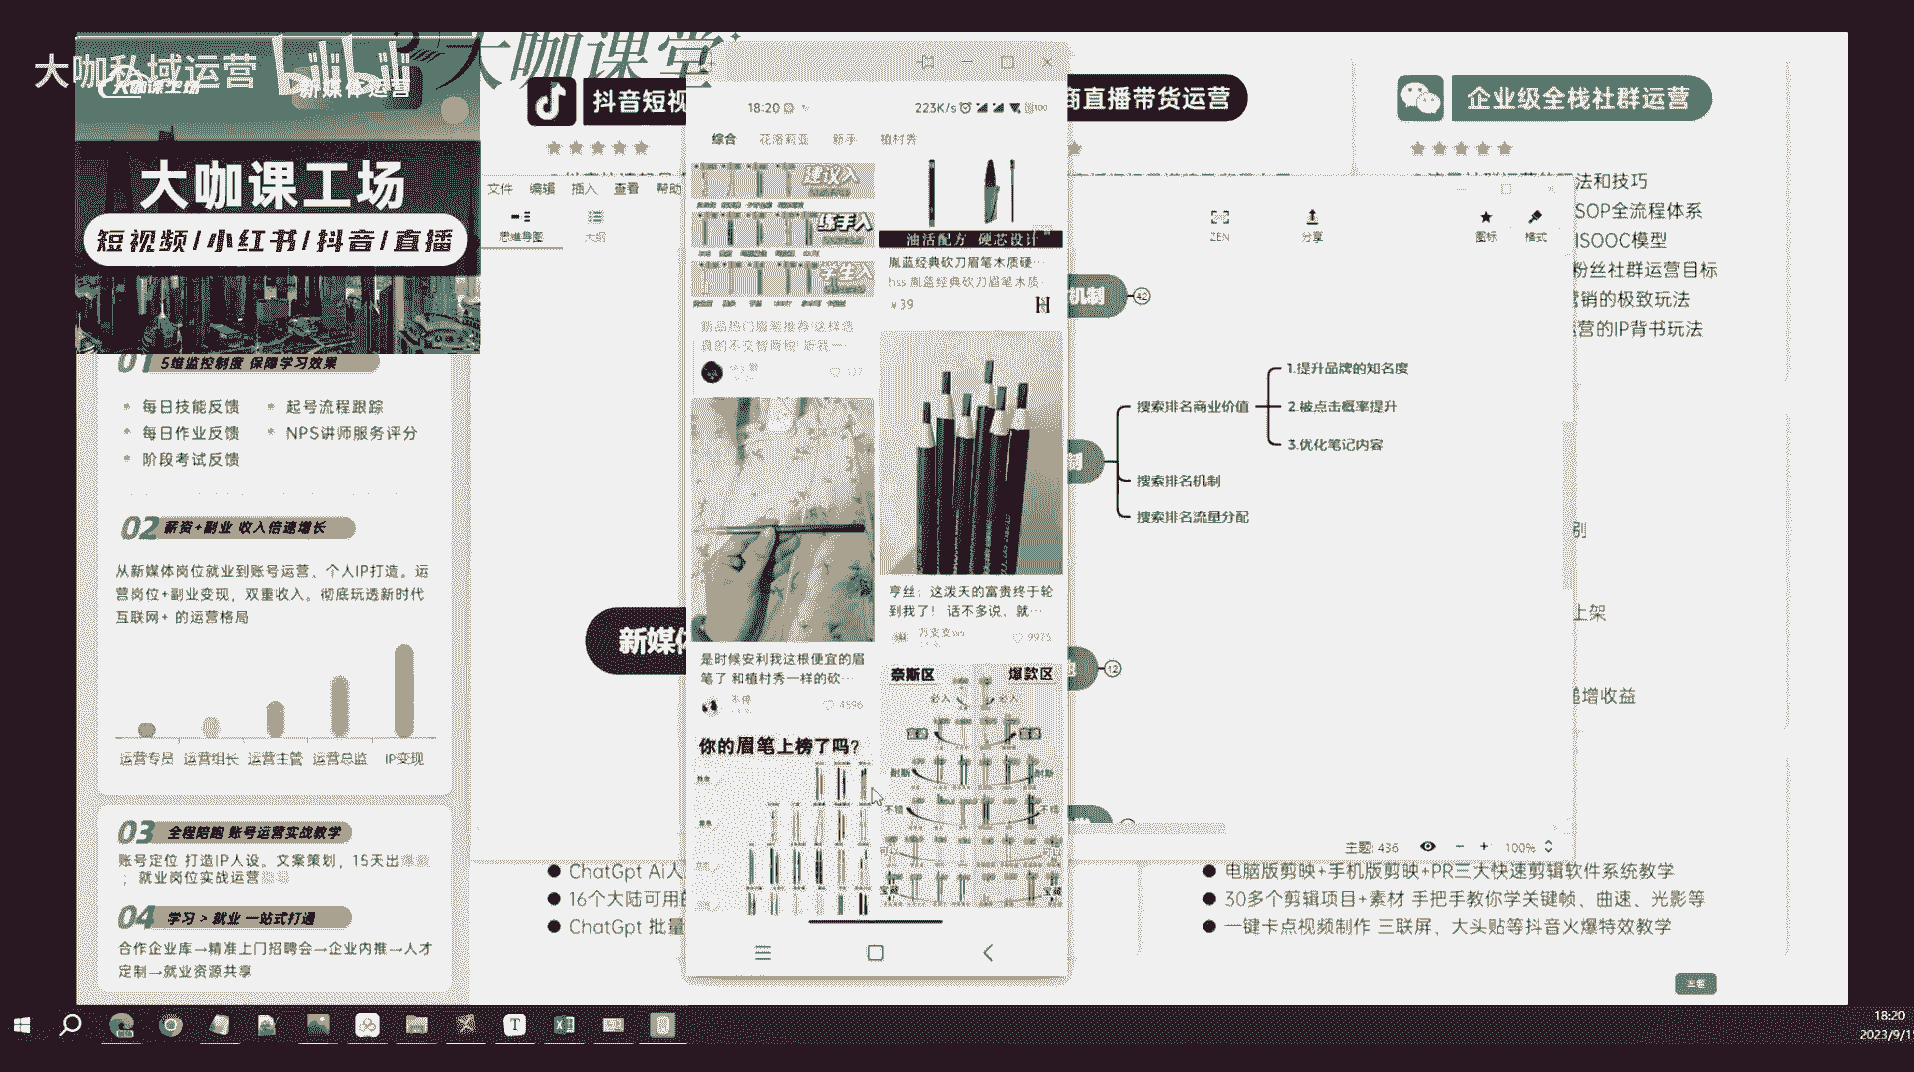 大咖私域运营
大咖课堂
大咖课工场
新媒体运营
大咖课工场
短视频/小红书/抖音/直播
01 5维监控制度 保障学习效果
每日技能反馈
起号流程跟踪
每日作业反馈
NPS讲师服务评分
阶段考试反馈
02 薪资+副业 收入倍速增长
从新媒体岗位就业到账号运营、个人IP打造。运
营岗位+副业变现，双重收入。彻底玩透新时代
互联网+ 的运营格局
运营专员 运营组长 运营主管 运营总监 IP变现
03 全程陪跑 账号运营实战教学
账号定位 打造IP人设。文案策划，15天出
；就业岗位实战运营
04 学习 > 就业 一站式打通
合作企业库→精准上门招聘会→企业内推→人才
定制→就业资源共享
抖音短视
商直播带货运营
企业级全栈社群运营
文件 编辑 插入 查看 帮助
思维导图 大纲
ZEN 分享 图标 格式
18:20
223K/s
100
综合 花洛莉亚 新手 植村秀
建议入
练手入
学生入
新品热门眉笔推荐!这样选
油活配方 硬芯设计
胤蓝经典砍刀眉笔木质硬…
hss 胤蓝经典砍刀眉笔木质·
¥39
亨丝：这泼天的富贵终于轮
到我了！ 话不多说，就…
9975
是时候安利我这根便宜的眉
笔了 和植村秀一样的砍…
4596
奈斯区 爆款区
必入 必入
耐斯
不错 不错
你的眉笔上榜了吗?
机制 42
制
搜索排名商业价值
1.提升品牌的知名度
2.被点击概率提升
3.优化笔记内容
搜索排名机制
搜索排名流量分配
新媒体
12
主题: 436
100%
法和技巧
SOP全流程体系
ISOOC模型
粉丝社群运营目标
营销的极致玩法
运营的IP背书玩法
别
上架
递增收益
ChatGpt AI人
16个大陆可用的
ChatGpt 批量
电脑版剪映+手机版剪映+PR三大快速剪辑软件系统教学
30多个剪辑项目+素材 手把手教你学关键帧、曲速、光影等
一键卡点视频制作 三联屏、大头贴等抖音火爆特效教学
18:20
2023/9/1